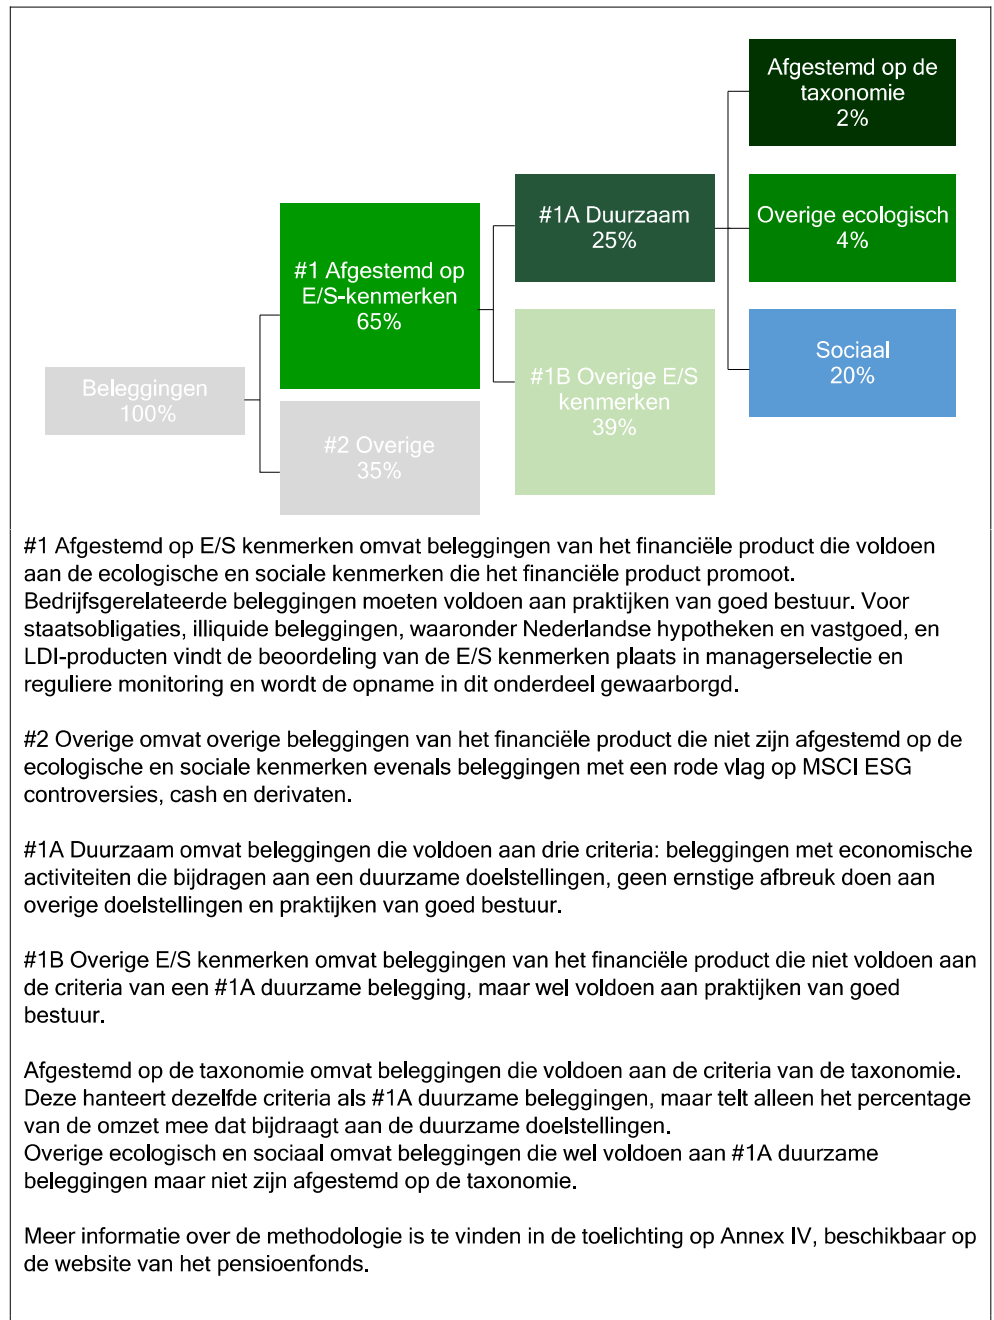 Afgestemd op de
taxonomie
2%
#1A Duurzaam
25%
Overige ecologisch
4%
#1 Afgestemd op
E/S-kenmerken
65%
Sociaal
20%
#1B Overige E/S
kenmerken
39%
Beleggingen
100%
#2 Overige
35%
#1 Afgestemd op E/S kenmerken omvat beleggingen van het financiële product die voldoen
aan de ecologische en sociale kenmerken die het financiële product promoot.
Bedrijfsgerelateerde beleggingen moeten voldoen aan praktijken van goed bestuur. Voor
staatsobligaties, illiquide beleggingen, waaronder Nederlandse hypotheken en vastgoed, en
LDI-producten vindt de beoordeling van de E/S kenmerken plaats in managerselectie en
reguliere monitoring en wordt de opname in dit onderdeel gewaarborgd.
#2 Overige omvat overige beleggingen van het financiële product die niet zijn afgestemd op de
ecologische en sociale kenmerken evenals beleggingen met een rode vlag op MSCI ESG
controversies, cash en derivaten.
#1A Duurzaam omvat beleggingen die voldoen aan drie criteria: beleggingen met economische
activiteiten die bijdragen aan een duurzame doelstellingen, geen ernstige afbreuk doen aan
overige doelstellingen en praktijken van goed bestuur.
#1B Overige E/S kenmerken omvat beleggingen van het financiële product die niet voldoen aan
de criteria van een #1A duurzame belegging, maar wel voldoen aan praktijken van goed
bestuur.
Afgestemd op de taxonomie omvat beleggingen die voldoen aan de criteria van de taxonomie.
Deze hanteert dezelfde criteria als #1A duurzame beleggingen, maar telt alleen het percentage
van de omzet mee dat bijdraagt aan de duurzame doelstellingen.
Overige ecologisch en sociaal omvat beleggingen die wel voldoen aan #1A duurzame
beleggingen maar niet zijn afgestemd op de taxonomie.
Meer informatie over de methodologie is te vinden in de toelichting op Annex IV, beschikbaar op
de website van het pensioenfonds.